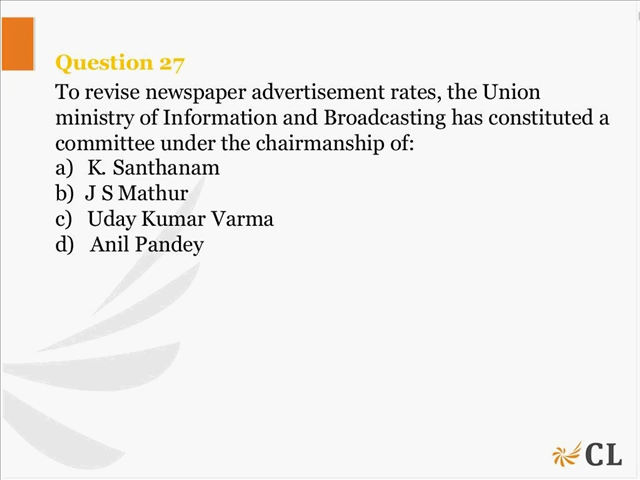 Question 27
To revise newspaper advertisement rates, the Union
ministry of Information and Broadcasting has constituted a
committee under the chairmanship of:
a) K. Santhanam
b) J S Mathur
c) Uday Kumar Varma
d) Anil Pandey
CL